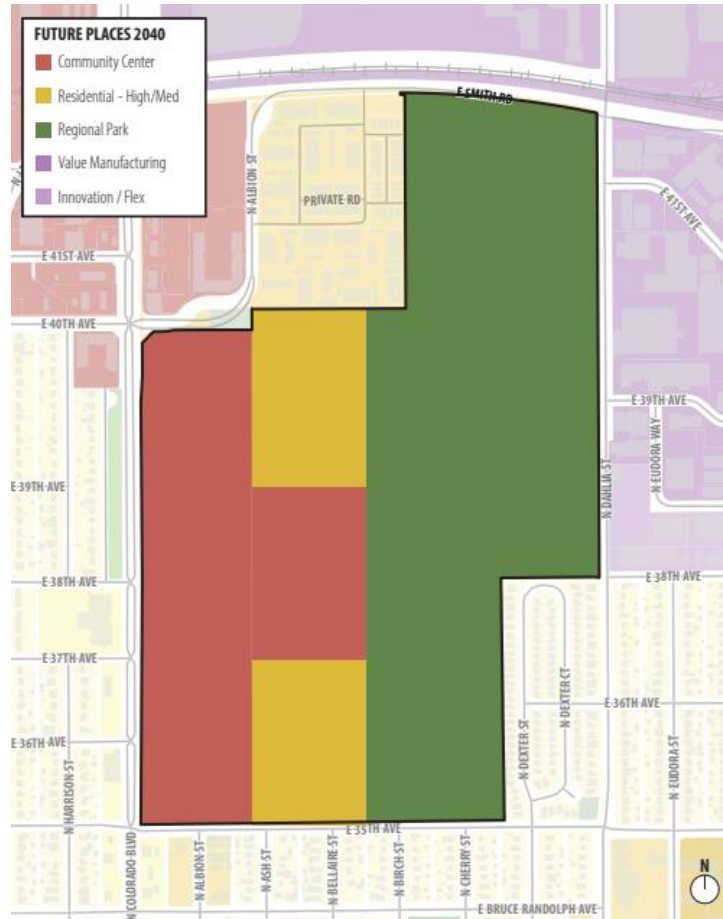 FUTURE PLACES 2040
Community Center
Residential - High/Med
Regional Park
Value Manufacturing
Innovation / Flex
E SMITH RD
N ALBION ST
PRIVATE RD
E 41ST AVE
E 41ST AVE
E 40TH AVE
E 39TH AVE
N EUDORA WAY
E 39TH AVE
N DAHLIA ST
E 38TH AVE
E 38TH AVE
E 37TH AVE
N DEXTER CT
E 36TH AVE
N DEXTER ST
E 36TH AVE
N HARRISON ST
N EUDORA ST
E 35TH AVE
N COLORADO BLVD
N ALBION ST
N ASH ST
N BELLAIRE ST
N BIRCH ST
N CHERRY ST
N
E BRUCE RANDOLPH AVE